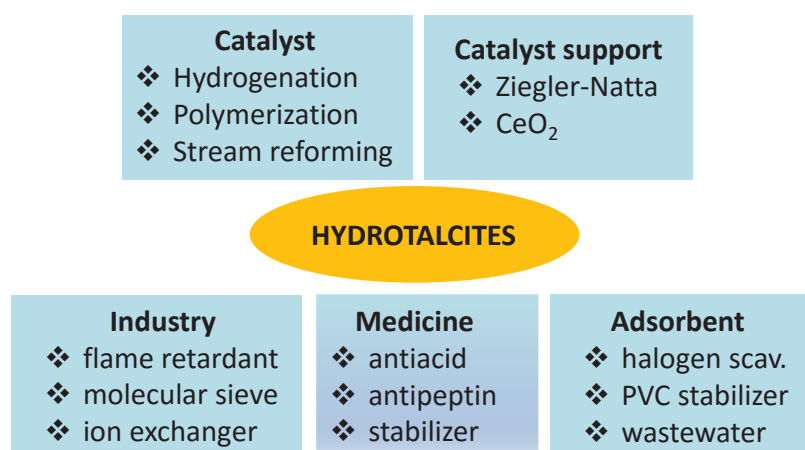 Catalyst
❖ Hydrogenation
❖ Polymerization
❖ Stream reforming
Catalyst support
❖ Ziegler-Natta
❖ CeO₂
HYDROTALCITES
Industry
❖ flame retardant
❖ molecular sieve
❖ ion exchanger
Medicine
❖ antiacid
❖ antipeptin
❖ stabilizer
Adsorbent
❖ halogen scav.
❖ PVC stabilizer
❖ wastewater